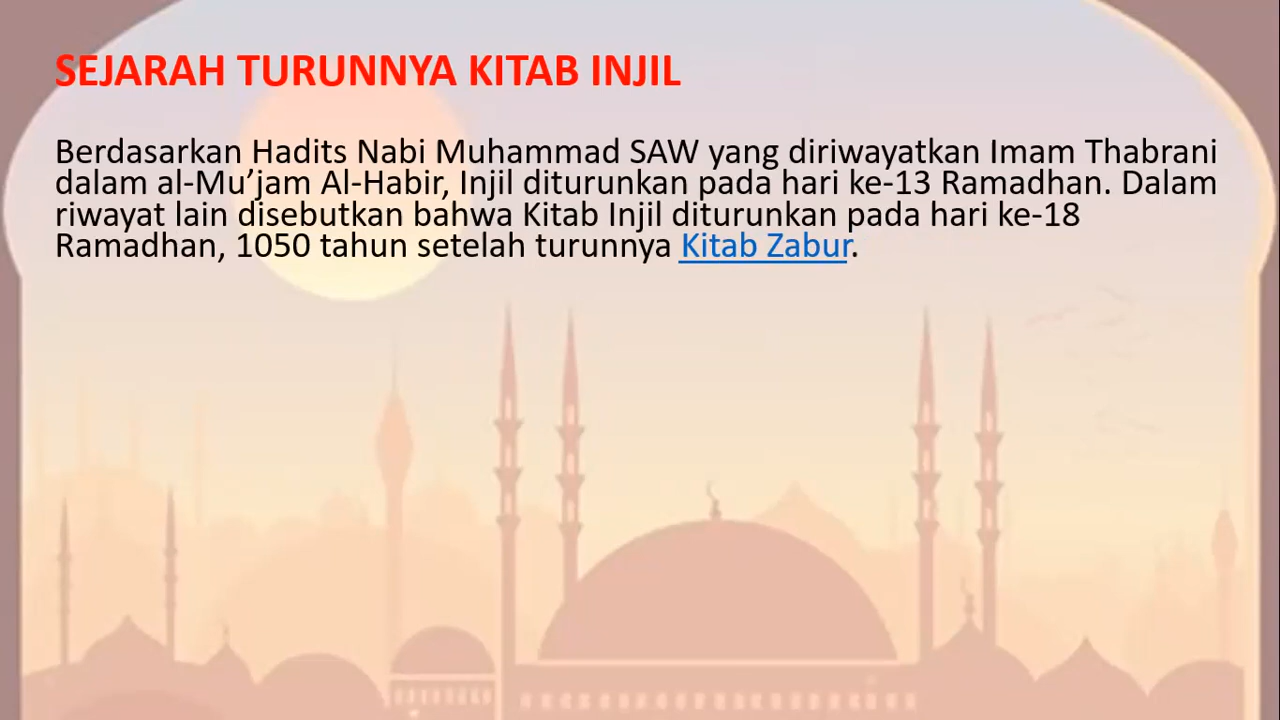 SEJARAH TURUNNYA KITAB INJIL
Berdasarkan Hadits Nabi Muhammad SAW yang diriwayatkan Imam Thabrani
dalam al-Mu’jam Al-Habir, Injil diturunkan pada hari ke-13 Ramadhan. Dalam
riwayat lain disebutkan bahwa Kitab Injil diturunkan pada hari ke-18
Ramadhan, 1050 tahun setelah turunnya Kitab Zabur.